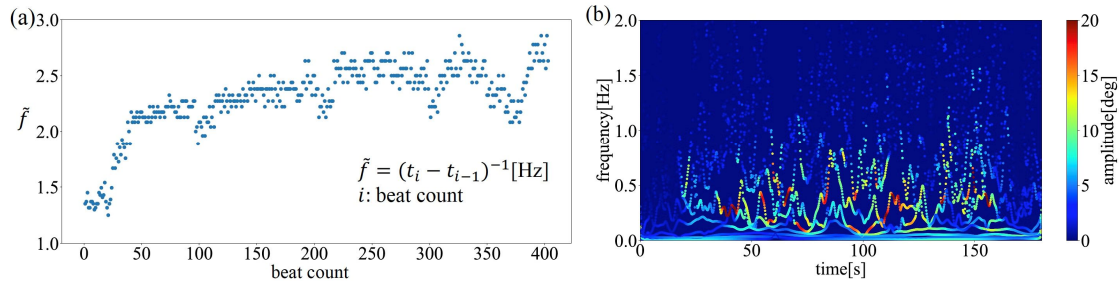 (a)
3.0
2.5
f̃ 2.0
1.5
1.0
0 50 100 150 200 250 300 350 400
beat count
f̃ = (tᵢ − tᵢ₋₁)⁻¹[Hz]
i: beat count
(b)
2.0
1.5
1.0
0.5
0.0
frequency[Hz]
0 50 100 150
time[s]
20
15
10
5
0
amplitude[deg]